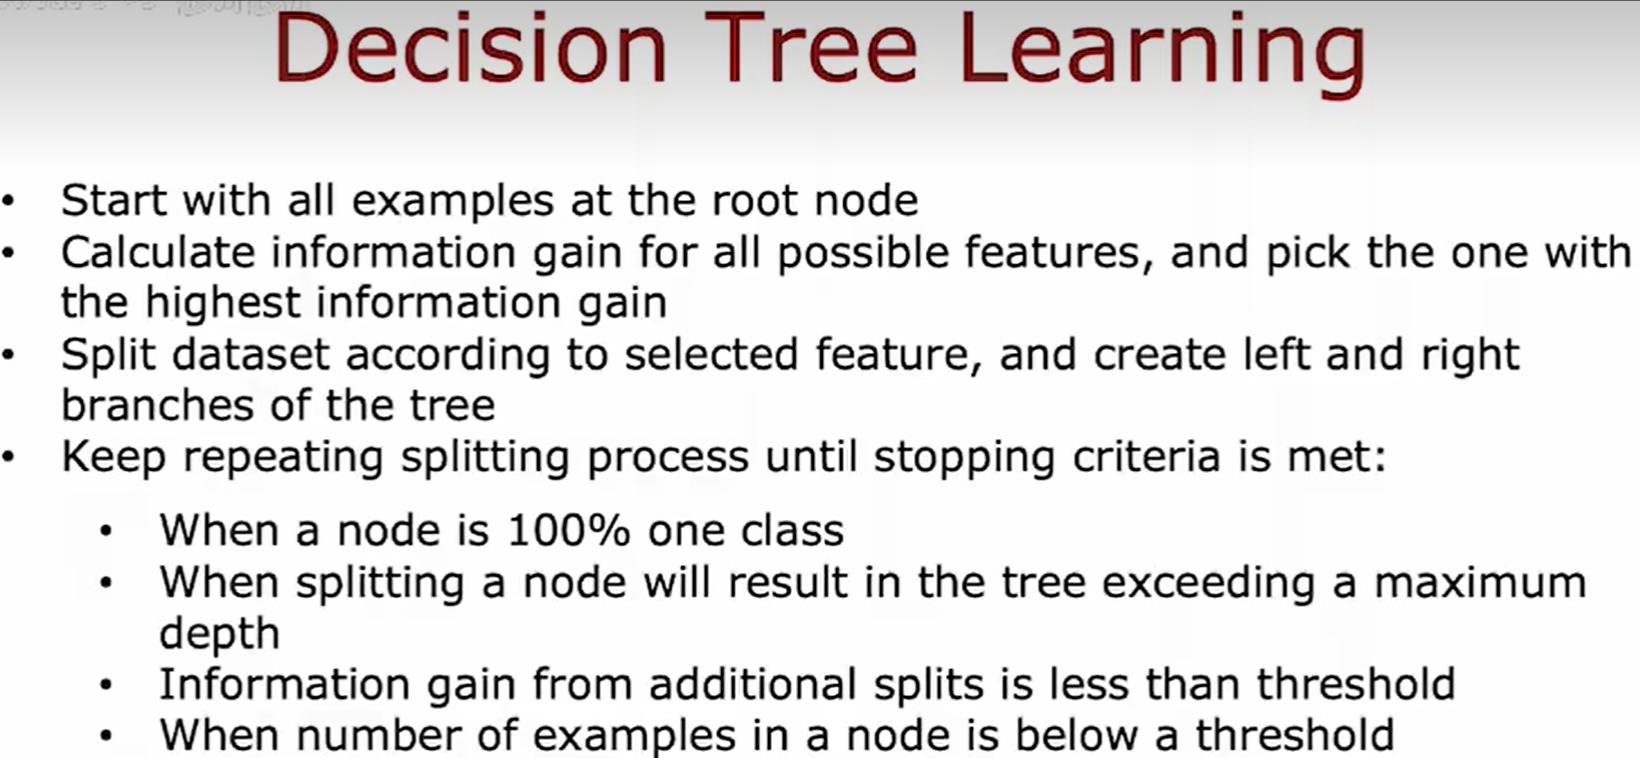 Decision Tree Learning
• Start with all examples at the root node
• Calculate information gain for all possible features, and pick the one with
the highest information gain
• Split dataset according to selected feature, and create left and right
branches of the tree
• Keep repeating splitting process until stopping criteria is met:
• When a node is 100% one class
• When splitting a node will result in the tree exceeding a maximum
depth
• Information gain from additional splits is less than threshold
• When number of examples in a node is below a threshold